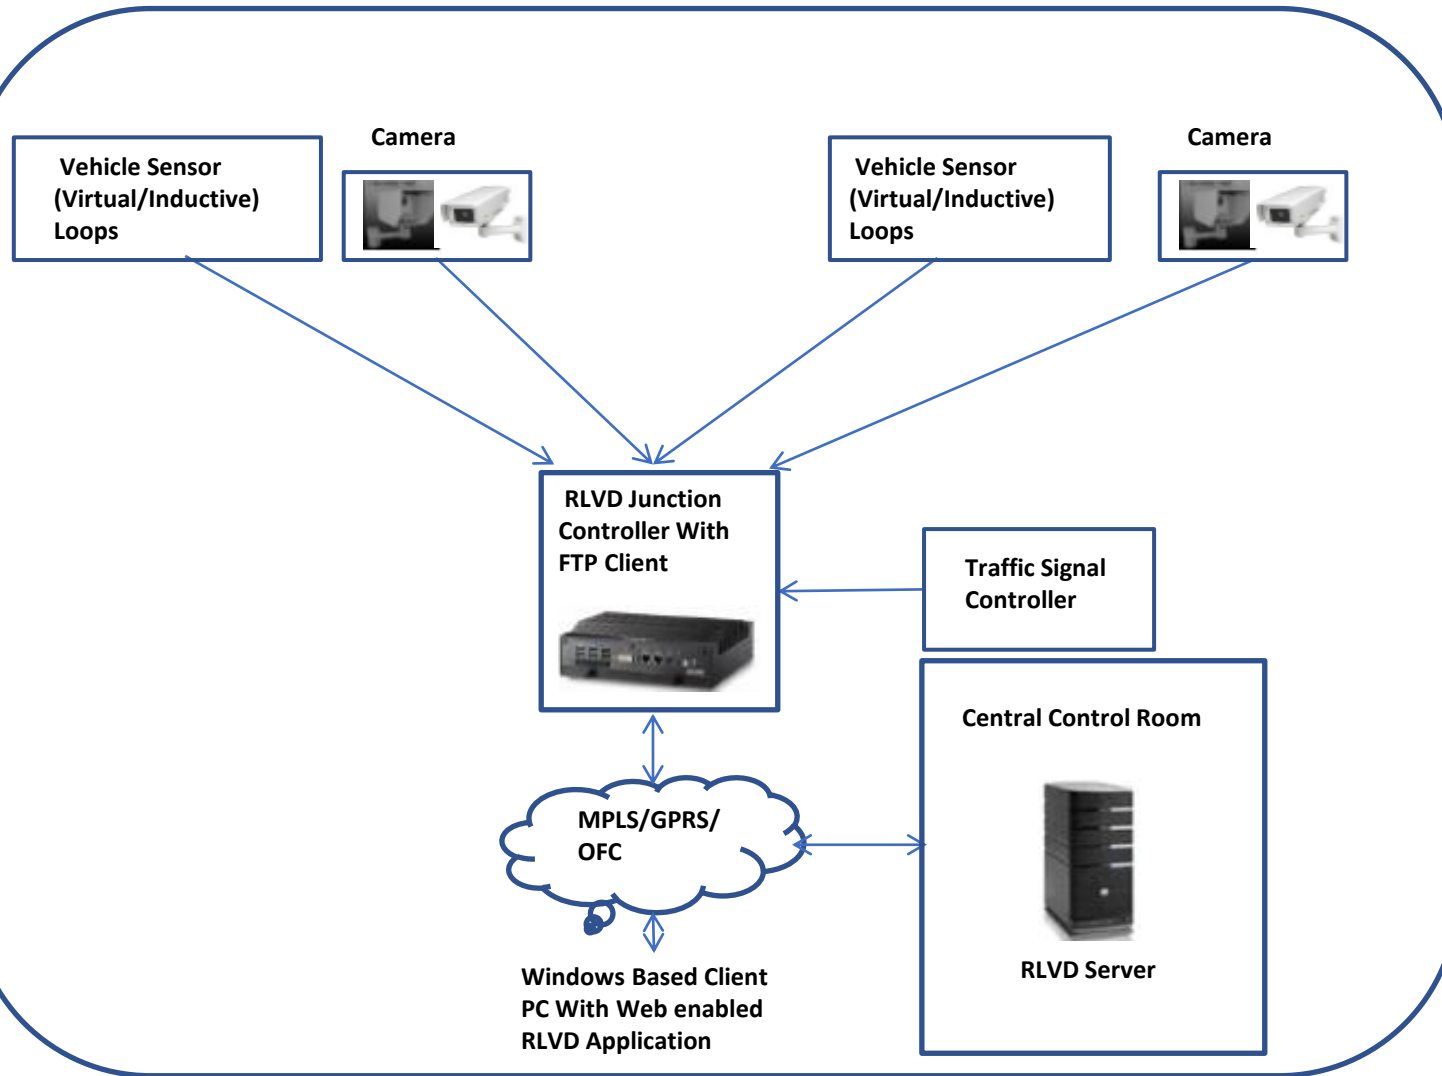 Camera
Camera
Vehicle Sensor
(Virtual/Inductive)
Loops
Vehicle Sensor
(Virtual/Inductive)
Loops
RLVD Junction
Controller With
FTP Client
Traffic Signal
Controller
Central Control Room
MPLS/GPRS/
OFC
RLVD Server
Windows Based Client
PC With Web enabled
RLVD Application